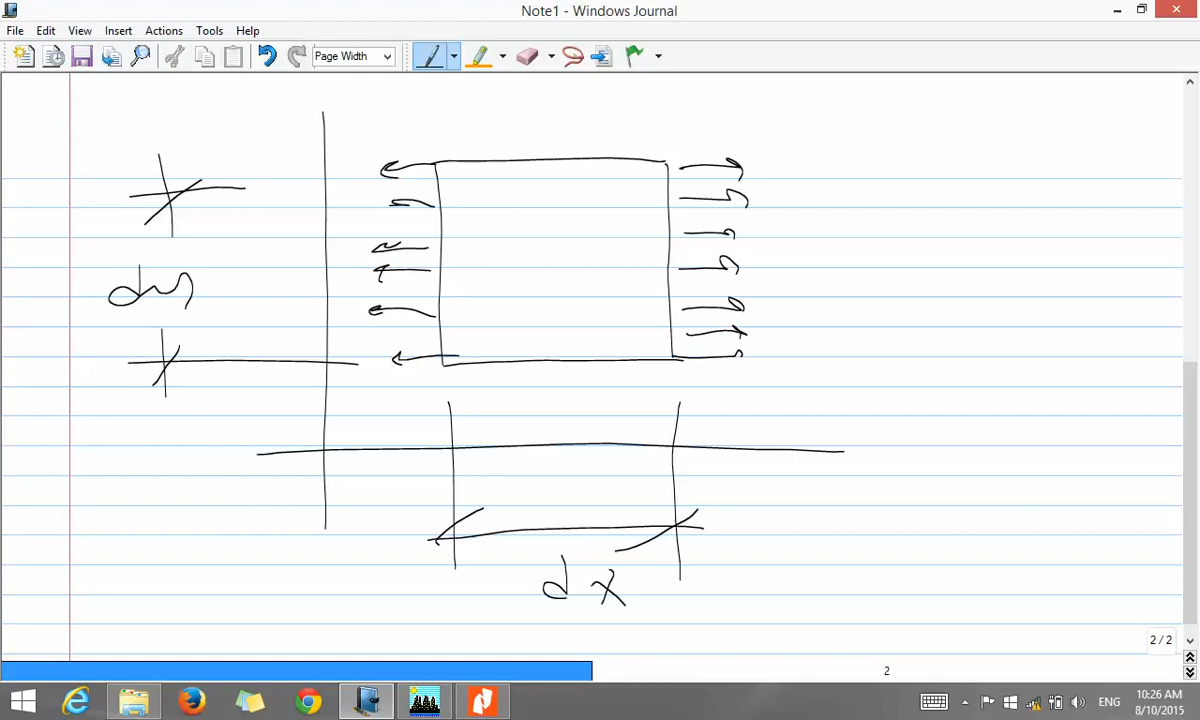 Note1 - Windows Journal
File Edit View Insert Actions Tools Help
Page Width
dy
dx
2 / 2
2
ENG
10:26 AM
8/10/2015